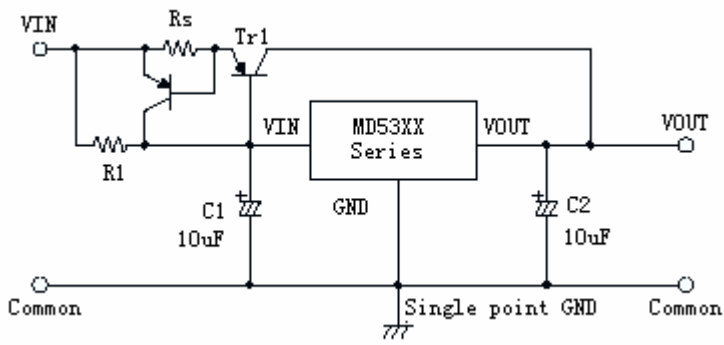 VIN
Rs
Tr1
R1
VIN
MD53XX
Series
VOUT
VOUT
C1
10uF
GND
C2
10uF
Common
Single point GND
Common